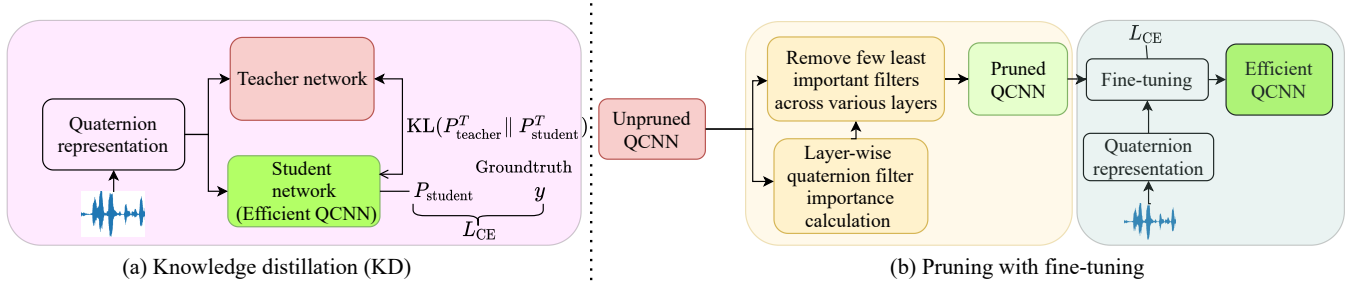 Teacher network
Quaternion
representation
KL(P^T_teacher ∥ P^T_student)
Student
network
(Efficient QCNN)
Groundtruth
P_student
y
L_CE
(a) Knowledge distillation (KD)
Unpruned
QCNN
Remove few least
important filters
across various layers
Layer-wise
quaternion filter
importance
calculation
Pruned
QCNN
L_CE
Fine-tuning
Efficient
QCNN
Quaternion
representation
(b) Pruning with fine-tuning